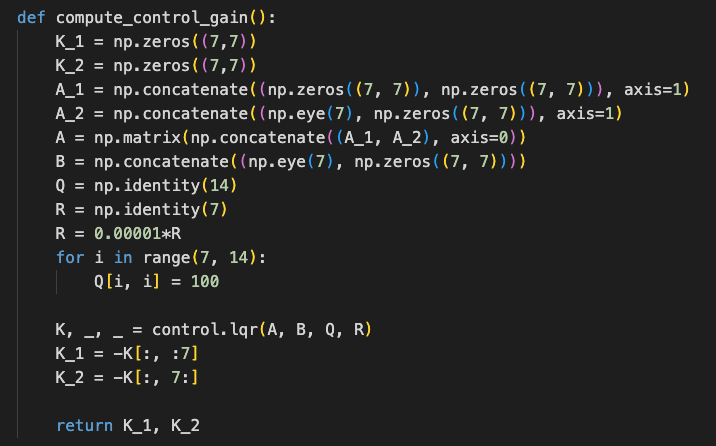 def compute_control_gain():
    K_1 = np.zeros((7,7))
    K_2 = np.zeros((7,7))
    A_1 = np.concatenate((np.zeros((7, 7)), np.zeros((7, 7))), axis=1)
    A_2 = np.concatenate((np.eye(7), np.zeros((7, 7))), axis=1)
    A = np.matrix(np.concatenate((A_1, A_2), axis=0))
    B = np.concatenate((np.eye(7), np.zeros((7, 7))))
    Q = np.identity(14)
    R = np.identity(7)
    R = 0.00001*R
    for i in range(7, 14):
        Q[i, i] = 100

    K, _, _ = control.lqr(A, B, Q, R)
    K_1 = -K[:, :7]
    K_2 = -K[:, 7:]

    return K_1, K_2